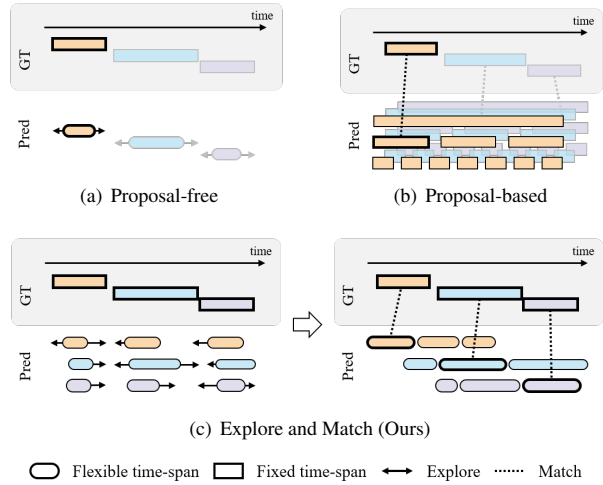 time
time
GT
GT
Pred
Pred
(a) Proposal-free
(b) Proposal-based
time
time
GT
GT
Pred
Pred
(c) Explore and Match (Ours)
Flexible time-span Fixed time-span Explore Match